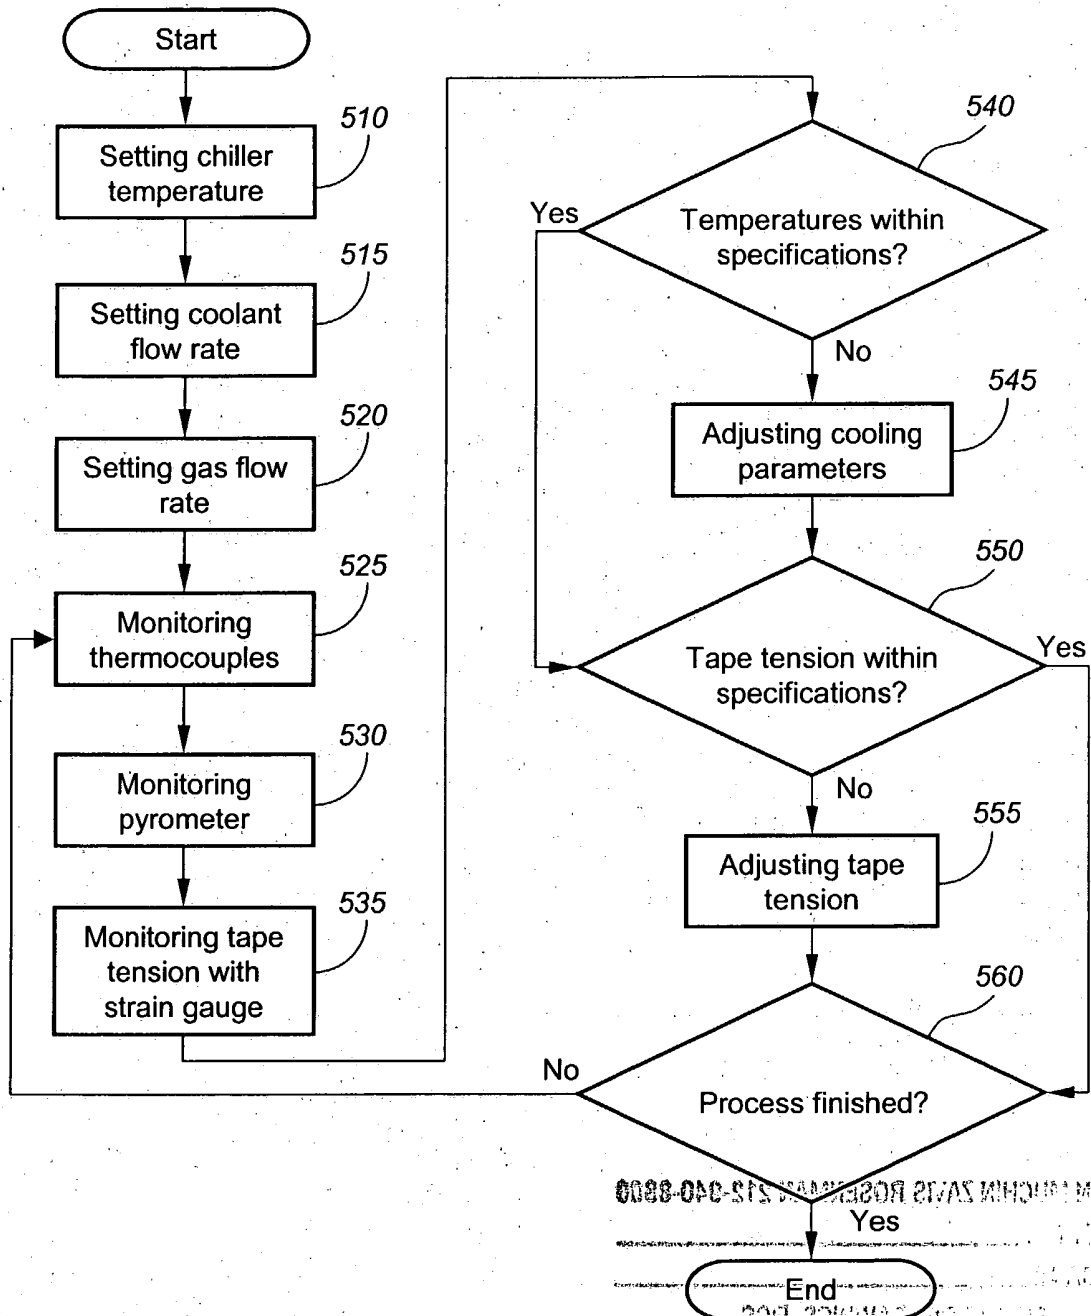 Start
510
Setting chiller
temperature
515
Setting coolant
flow rate
520
Setting gas flow
rate
525
Monitoring
thermocouples
530
Monitoring
pyrometer
535
Monitoring tape
tension with
strain gauge
540
Temperatures within
specifications?
Yes
No
545
Adjusting cooling
parameters
550
Tape tension within
specifications?
Yes
No
555
Adjusting tape
tension
560
Process finished?
No
Yes
End
ZAVIS ROSENMAN 212-940-8800